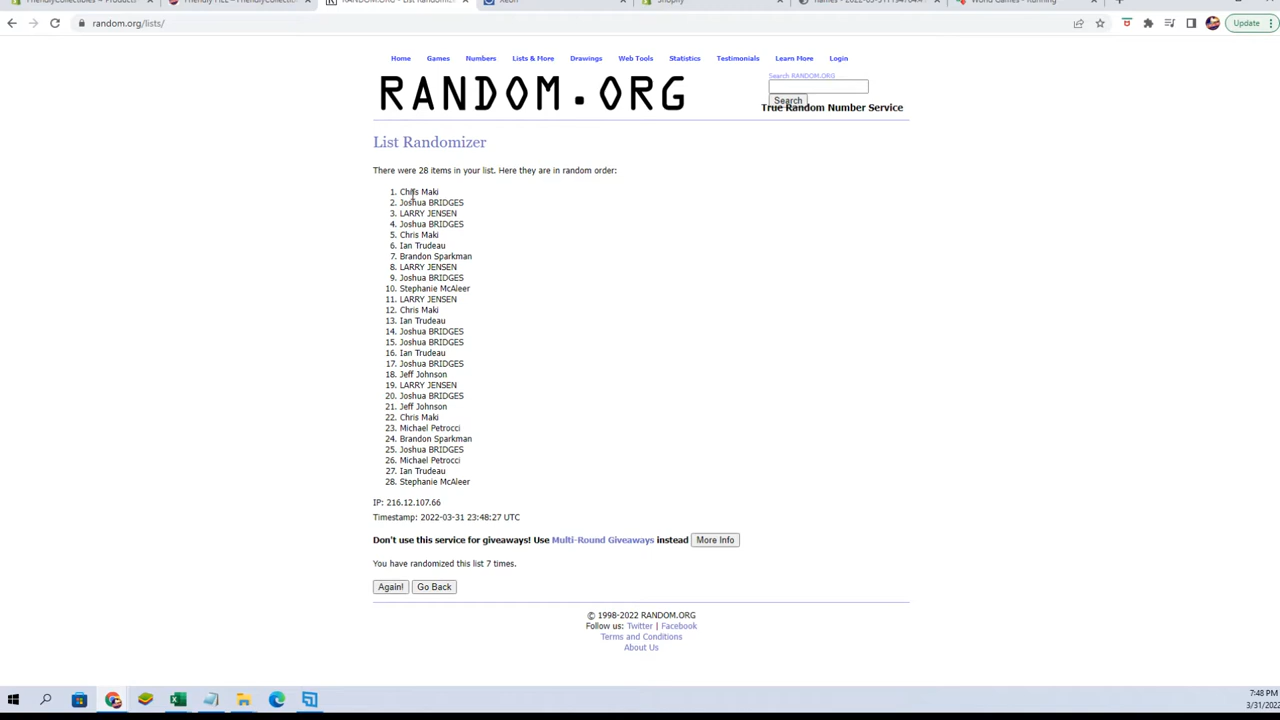 random.org/lists/
Update
Home Games Numbers Lists & More Drawings Web Tools Statistics Testimonials Learn More Login
RANDOM.ORG
Search RANDOM.ORG
Search
True Random Number Service
List Randomizer
There were 28 items in your list. Here they are in random order:
1. Chris Maki
2. Joshua BRIDGES
3. LARRY JENSEN
4. Joshua BRIDGES
5. Chris Maki
6. Ian Trudeau
7. Brandon Sparkman
8. LARRY JENSEN
9. Joshua BRIDGES
10. Stephanie McAleer
11. LARRY JENSEN
12. Chris Maki
13. Ian Trudeau
14. Joshua BRIDGES
15. Joshua BRIDGES
16. Ian Trudeau
17. Joshua BRIDGES
18. Jeff Johnson
19. LARRY JENSEN
20. Joshua BRIDGES
21. Jeff Johnson
22. Chris Maki
23. Michael Petrocci
24. Brandon Sparkman
25. Joshua BRIDGES
26. Michael Petrocci
27. Ian Trudeau
28. Stephanie McAleer
IP: 216.12.107.66
Timestamp: 2022-03-31 23:48:27 UTC
Don't use this service for giveaways! Use Multi-Round Giveaways instead More Info
You have randomized this list 7 times.
Again! Go Back
© 1998-2022 RANDOM.ORG
Follow us: Twitter | Facebook
Terms and Conditions
About Us
7:48 PM
3/31/2022